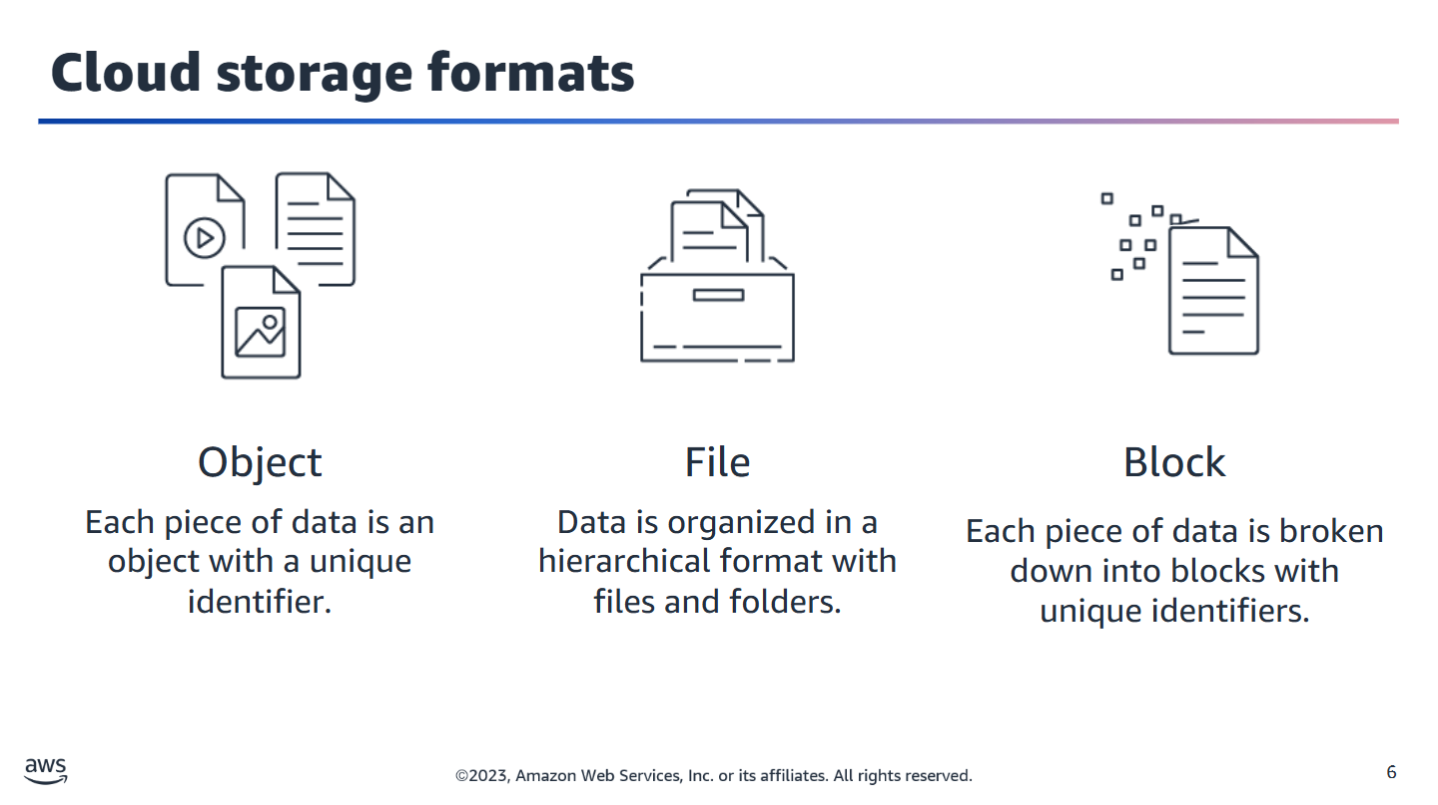 Cloud storage formats
Object
Each piece of data is an
object with a unique
identifier.
File
Data is organized in a
hierarchical format with
files and folders.
Block
Each piece of data is broken
down into blocks with
unique identifiers.
aws
©2023, Amazon Web Services, Inc. or its affiliates. All rights reserved.
6